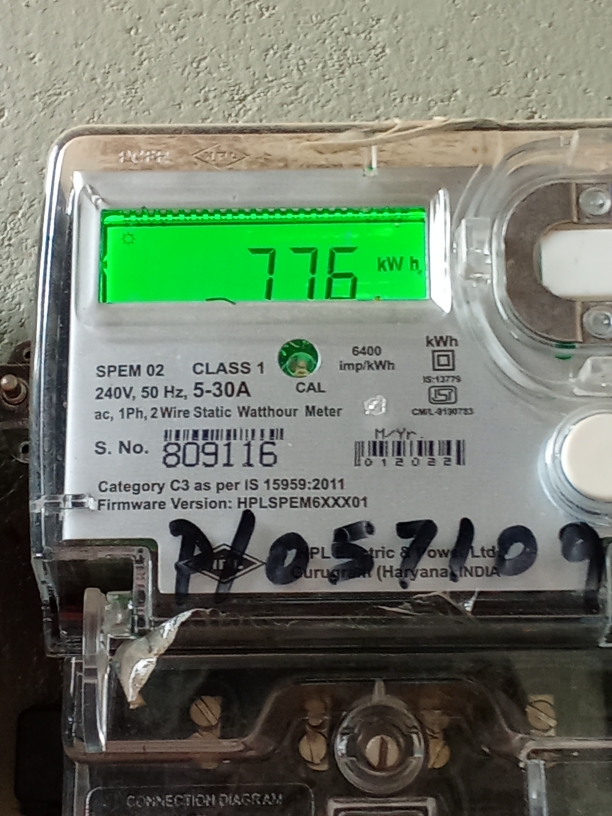 HPL
776 kWh
SPEM 02 CLASS 1 6400 imp/kWh kWh
240V, 50 Hz, 5-30A CAL IS:13779
ac, 1Ph, 2 Wire Static Watthour Meter CM/L-9190783
M/Yr.
S. No. 809116 012022
Category C3 as per IS 15959:2011
Firmware Version: HPLSPEM6XXX01
HPL HPL Electric & Power Ltd
Gurugram (Haryana) INDIA
P/057109
CONNECTION DIAGRAM